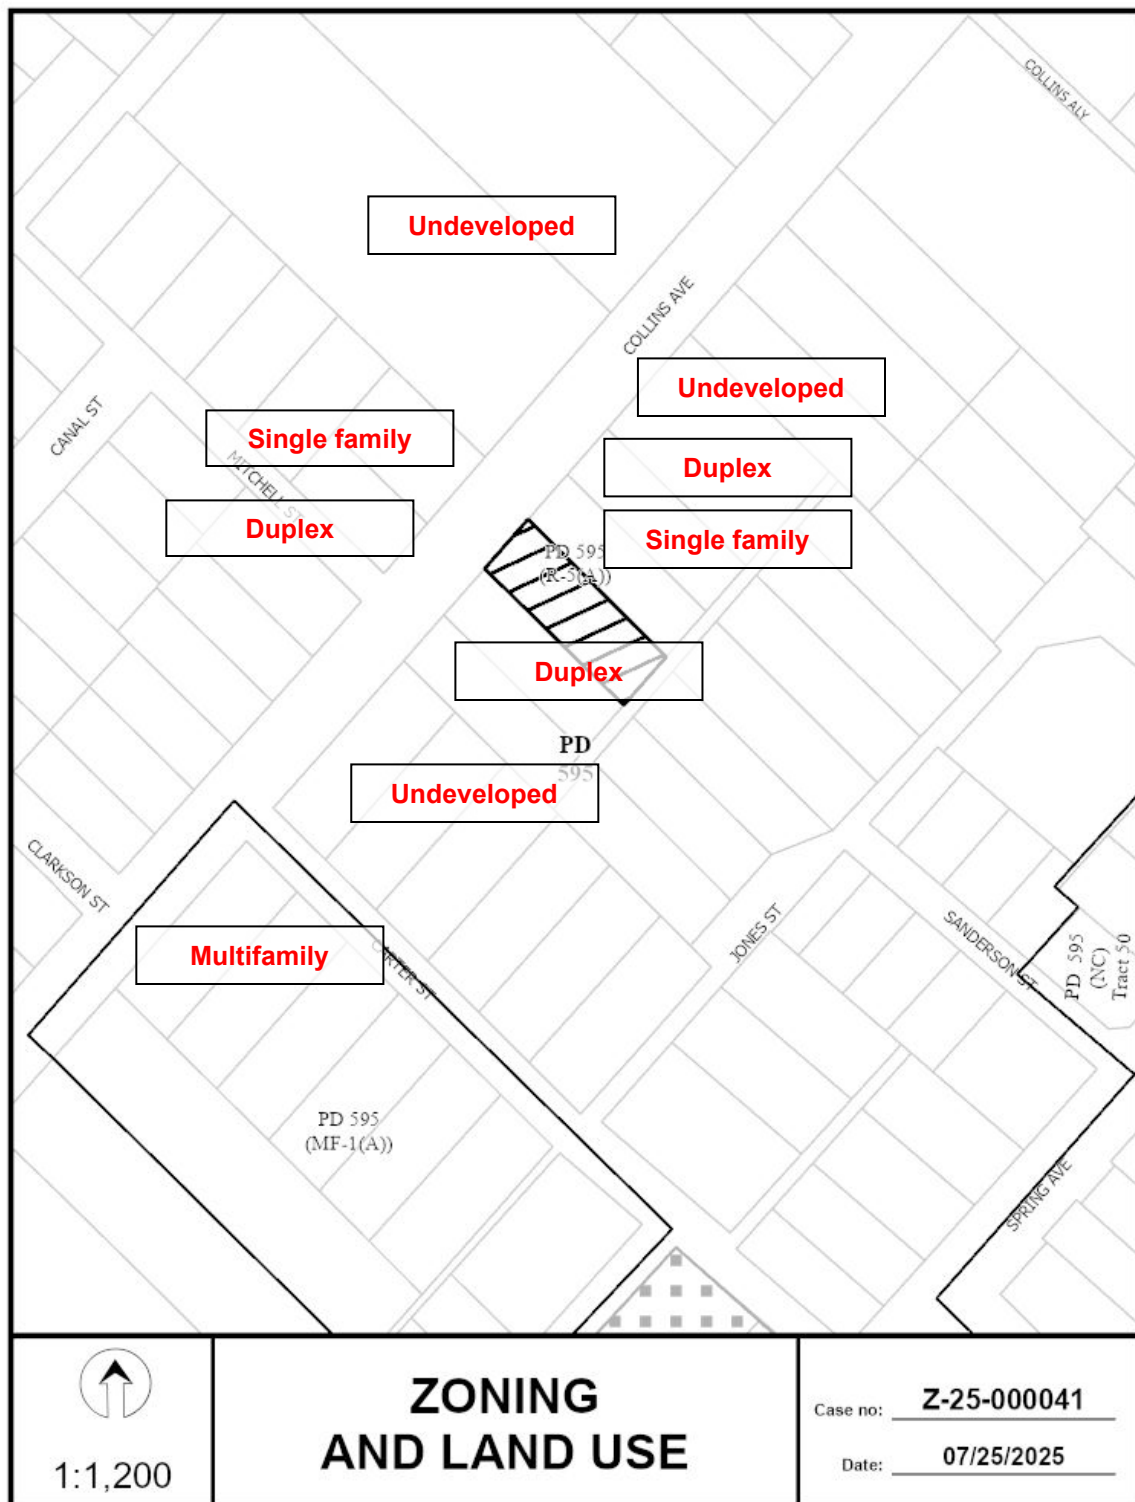 COLLINS ALY
Undeveloped
COLLINS AVE
Undeveloped
CANAL ST
Single family
MITCHELL ST
Duplex
Duplex
Single family
PD 595
(R-5(A))
Duplex
PD
595
Undeveloped
CLARKSON ST
Multifamily
CARTER ST
JONES ST
SANDERSON ST
PD 595
(NC)
Tract 50
PD 595
(MF-1(A))
SPRING AVE
1:1,200
ZONING
AND LAND USE
Case no: Z-25-000041
Date: 07/25/2025